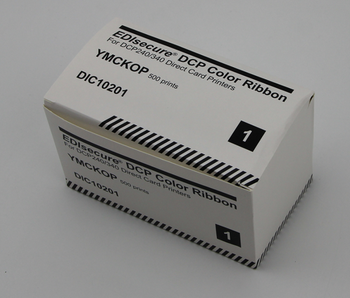 EDIsecure® DCP Color Ribbon
For DCP240/340 Direct Card Printers
YMCKOP 500 prints
DIC10201
1
EDIsecure® DCP Color Ribbon
For DCP240/340 Direct Card Printers
YMCKOP 500 prints
DIC10201
1